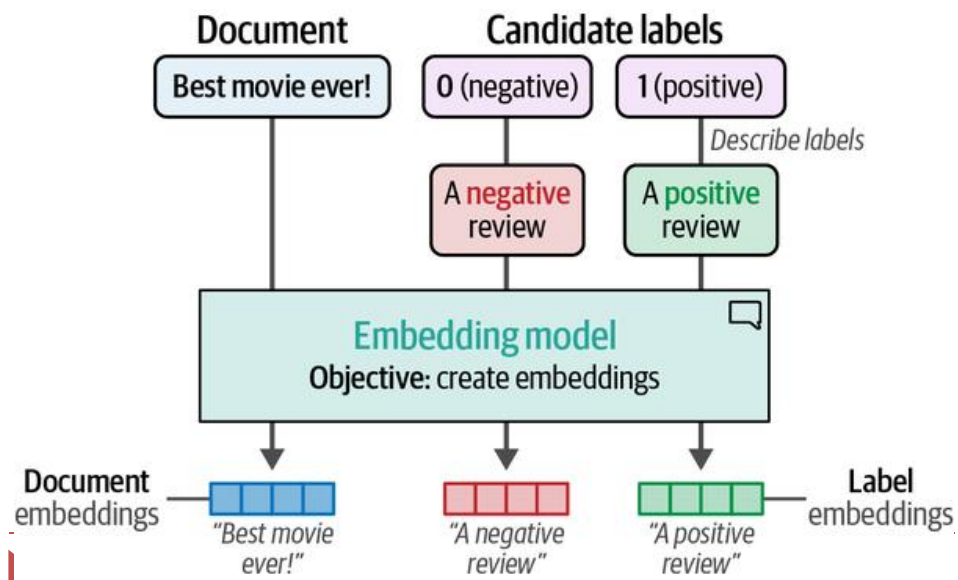 Document
Candidate labels
Best movie ever!
0 (negative)
1 (positive)
Describe labels
A negative
review
A positive
review
Embedding model
Objective: create embeddings
Document
embeddings
"Best movie
ever!"
"A negative
review"
"A positive
review"
Label
embeddings